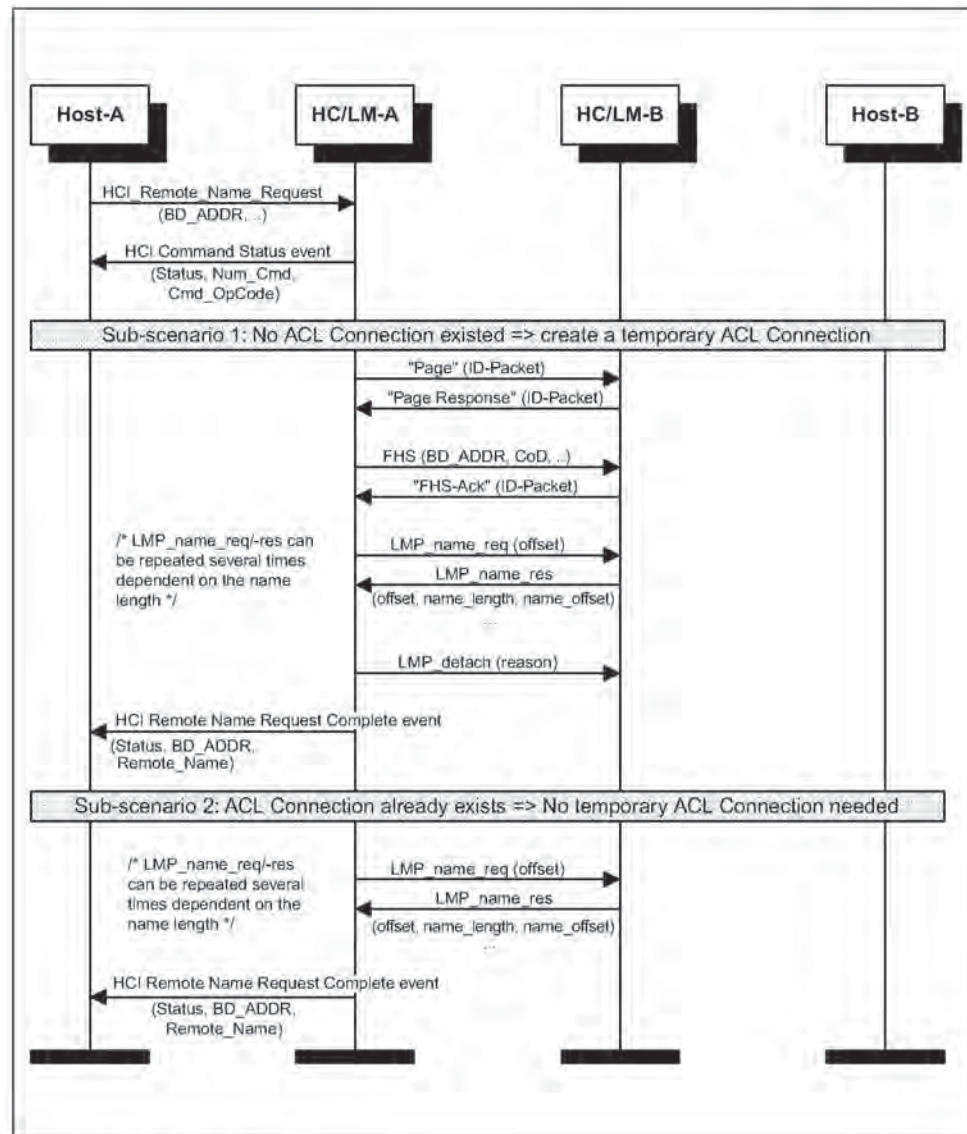 Host-A
HC/LM-A
HC/LM-B
Host-B
HCI_Remote_Name_Request
(BD_ADDR, ..)
HCI Command Status event
(Status, Num_Cmd,
Cmd_OpCode)
Sub-scenario 1: No ACL Connection existed => create a temporary ACL Connection
"Page" (ID-Packet)
"Page Response" (ID-Packet)
FHS (BD_ADDR, CoD, ..)
"FHS-Ack" (ID-Packet)
/* LMP_name_req/-res can
be repeated several times
dependent on the name
length */
LMP_name_req (offset)
LMP_name_res
(offset, name_length, name_offset)
...
LMP_detach (reason)
HCI Remote Name Request Complete event
(Status, BD_ADDR,
Remote_Name)
Sub-scenario 2: ACL Connection already exists => No temporary ACL Connection needed
/* LMP_name_req/-res
can be repeated several
times dependent on the
name length */
LMP_name_req (offset)
LMP_name_res
(offset, name_length, name_offset)
...
HCI Remote Name Request Complete event
(Status, BD_ADDR,
Remote_Name)